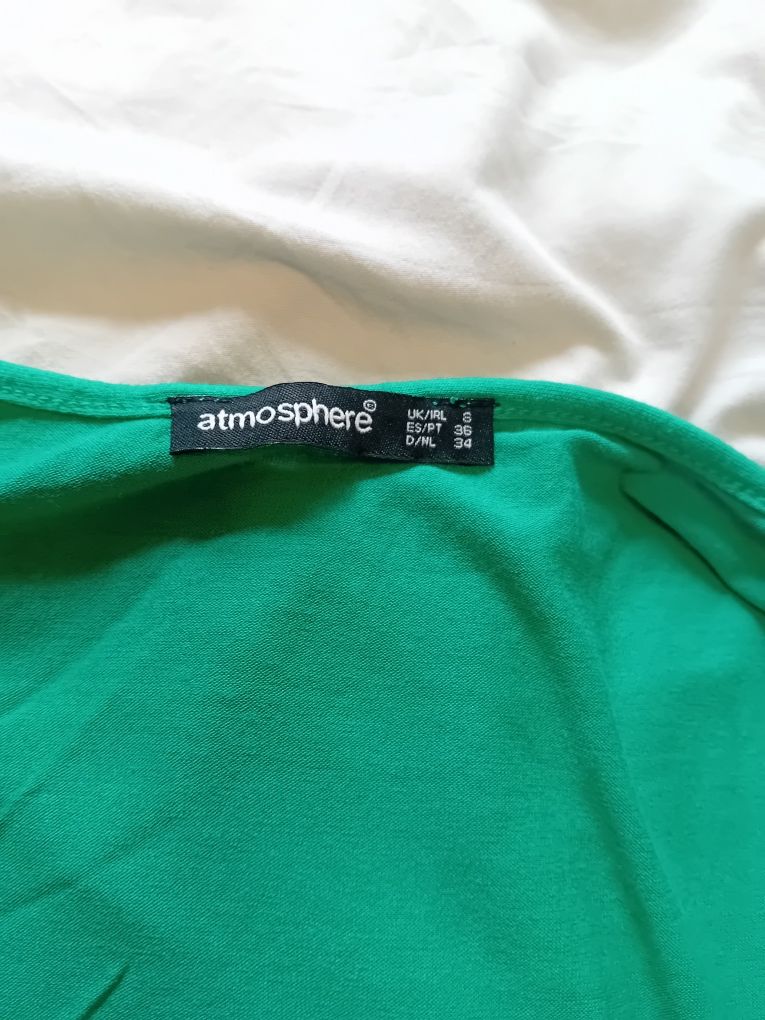 atmosphere©
UK/IRL 8
ES/PT 36
D/NL 34